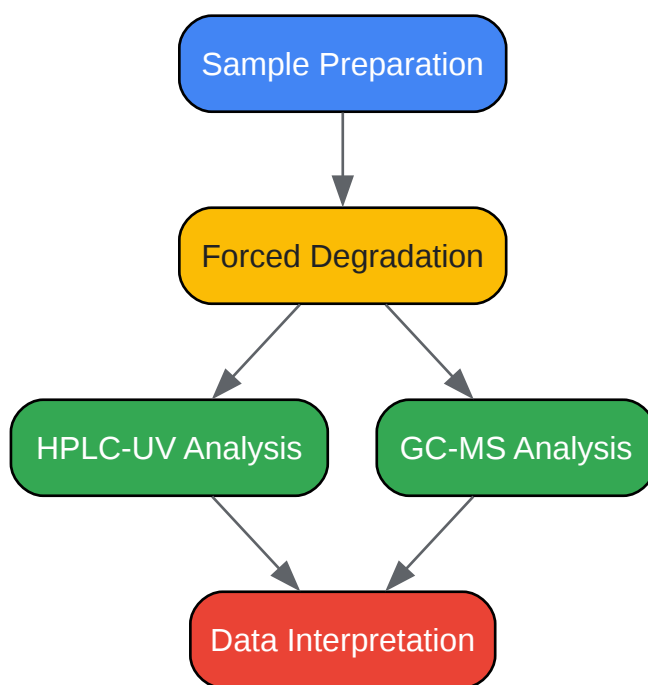 Sample Preparation
Forced Degradation
HPLC-UV Analysis
GC-MS Analysis
Data Interpretation